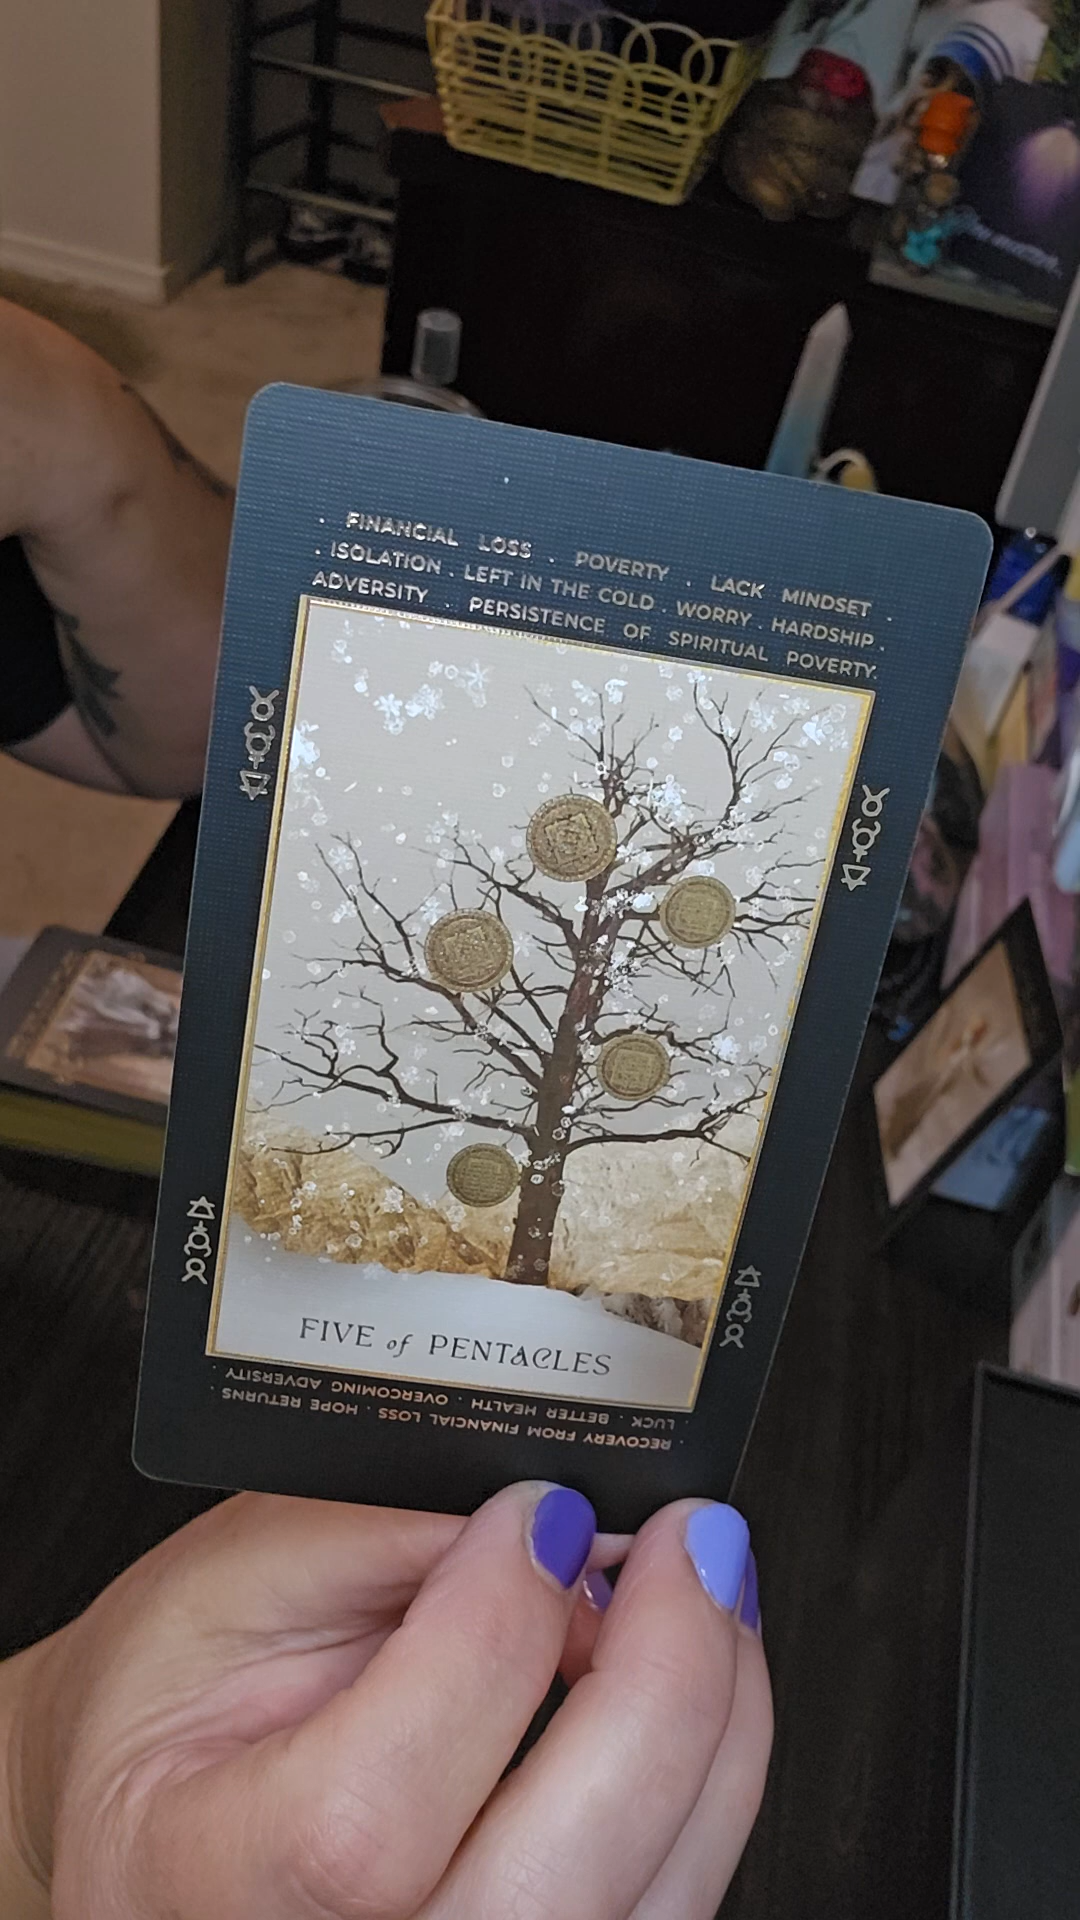 . FINANCIAL LOSS . POVERTY . LACK MINDSET .
. ISOLATION . LEFT IN THE COLD . WORRY . HARDSHIP .
ADVERSITY . PERSISTENCE OF SPIRITUAL POVERTY.
FIVE of PENTACLES
. RECOVERY FROM FINANCIAL LOSS . HOPE RETURNS .
. LUCK . BETTER HEALTH . OVERCOMING ADVERSITY .